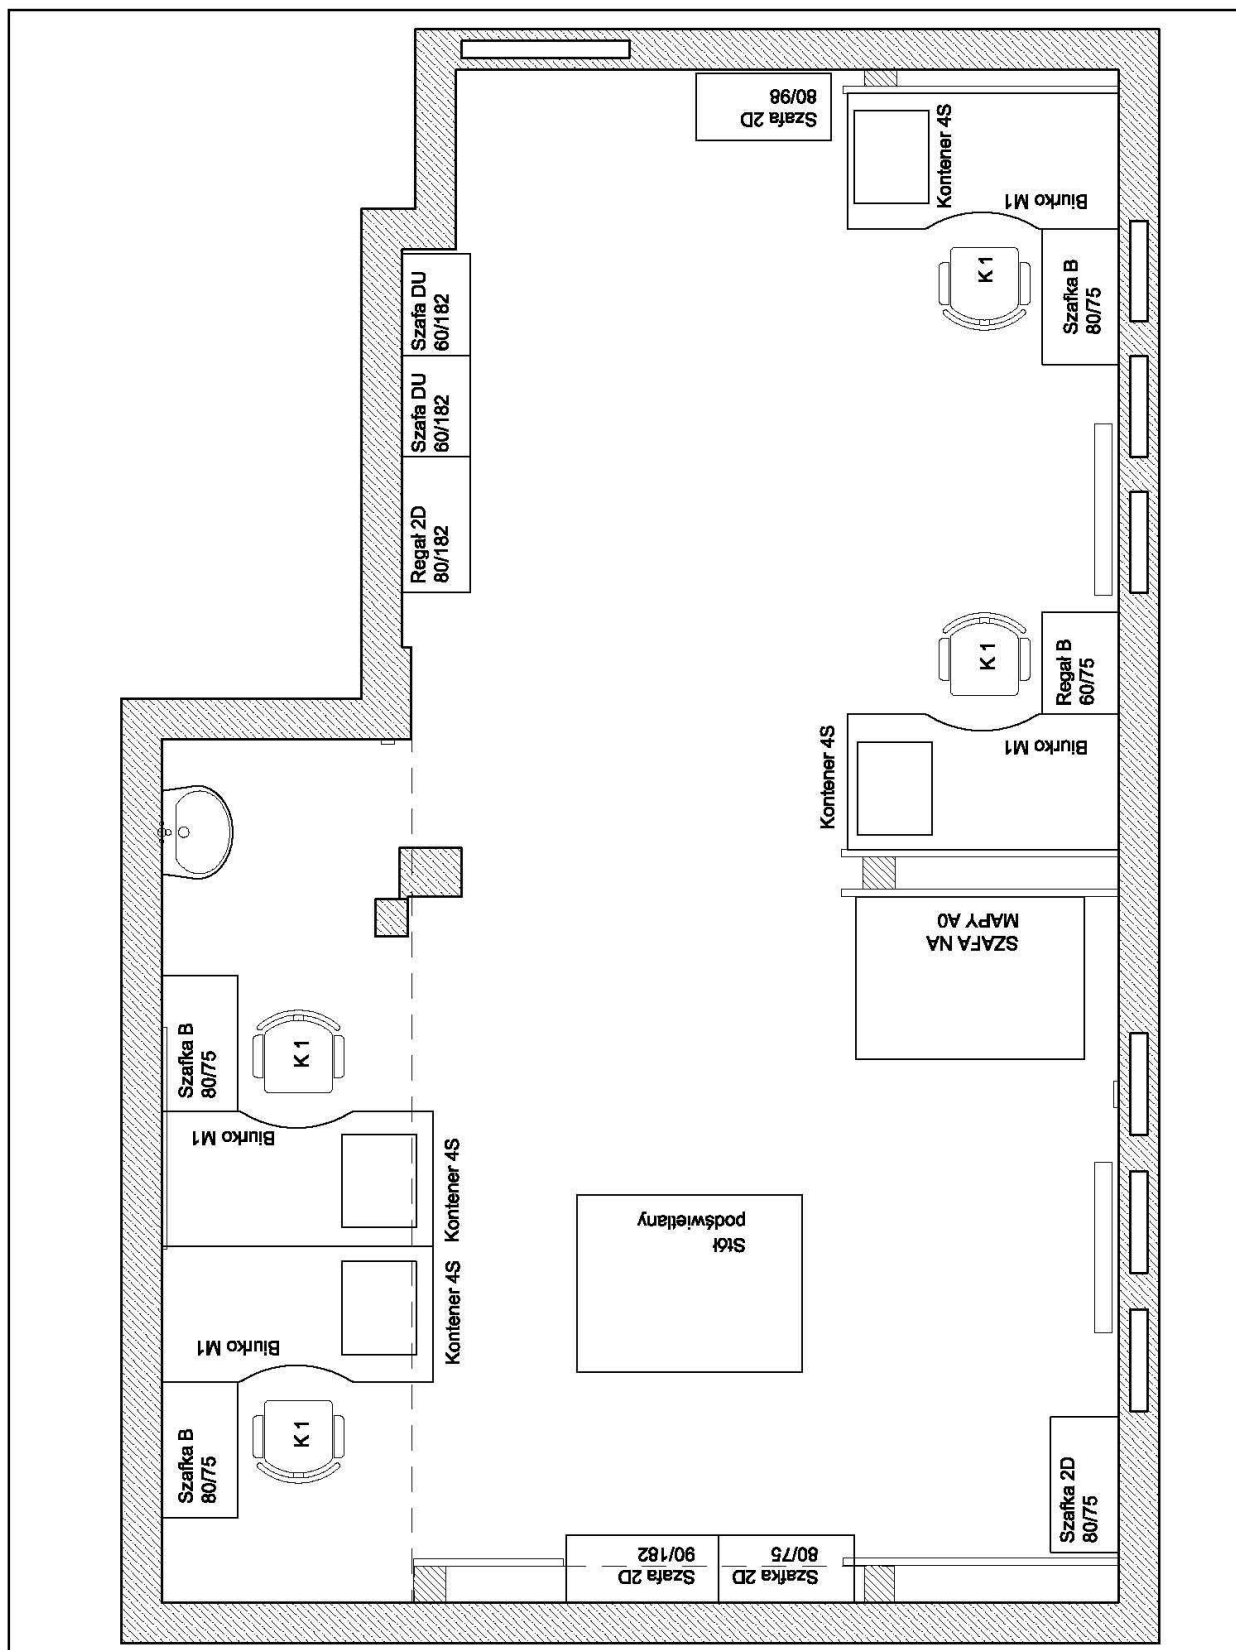 Szafa 2D
80/98
Kontener 4S
Biurko M1
K 1
Szafka B
80/75
Szafa DU
60/182
Szafa DU
60/182
Regał 2D
80/182
K 1
Regał B
60/75
Kontener 4S
Biurko M1
SZAFA NA
MAPY A0
Szafka B
80/75
K 1
Biurko M1
Kontener 4S
Stół
podświetlany
Kontener 4S
Biurko M1
Szafka B
80/75
K 1
Szafa 2D
90/182
Szafka 2D
80/75
Szafka 2D
80/75